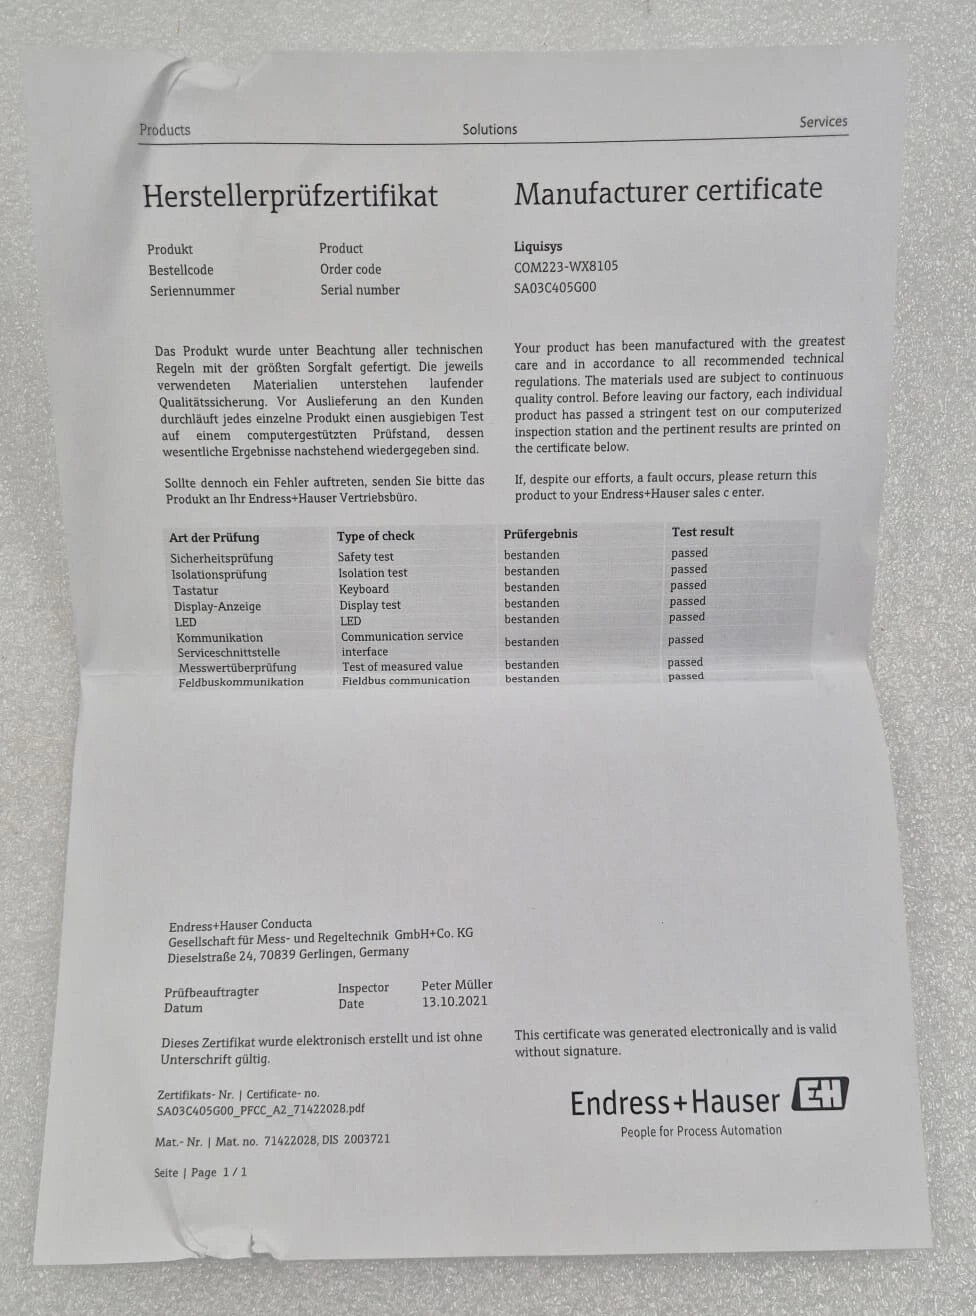 Products Solutions Services
Herstellerprüfzertifikat Manufacturer certificate
Produkt Product Liquisys
Bestellcode Order code COM223-WX8105
Seriennummer Serial number SA03C405G00
Das Produkt wurde unter Beachtung aller technischen
Regeln mit der größten Sorgfalt gefertigt. Die jeweils
verwendeten Materialien unterstehen laufender
Qualitätssicherung. Vor Auslieferung an den Kunden
durchläuft jedes einzelne Produkt einen ausgiebigen Test
auf einem computergestützten Prüfstand, dessen
wesentliche Ergebnisse nachstehend wiedergegeben sind.
Sollte dennoch ein Fehler auftreten, senden Sie bitte das
Produkt an Ihr Endress+Hauser Vertriebsbüro.
Your product has been manufactured with the greatest
care and in accordance to all recommended technical
regulations. The materials used are subject to continuous
quality control. Before leaving our factory, each individual
product has passed a stringent test on our computerized
inspection station and the pertinent results are printed on
the certificate below.
If, despite our efforts, a fault occurs, please return this
product to your Endress+Hauser sales c enter.
Art der Prüfung Type of check Prüfergebnis Test result
Sicherheitsprüfung Safety test bestanden passed
Isolationsprüfung Isolation test bestanden passed
Tastatur Keyboard bestanden passed
Display-Anzeige Display test bestanden passed
LED LED bestanden passed
Kommunikation Communication service
Serviceschnittstelle interface bestanden passed
Messwertüberprüfung Test of measured value bestanden passed
Feldbuskommunikation Fieldbus communication bestanden passed
Endress+Hauser Conducta
Gesellschaft für Mess- und Regeltechnik GmbH+Co. KG
Dieselstraße 24, 70839 Gerlingen, Germany
Prüfbeauftragter Inspector Peter Müller
Datum Date 13.10.2021
Dieses Zertifikat wurde elektronisch erstellt und ist ohne
Unterschrift gültig.
This certificate was generated electronically and is valid
without signature.
Zertifikats- Nr. | Certificate- no.
SA03C405G00_PFCC_A2_71422028.pdf
Mat.- Nr. | Mat. no. 71422028, DIS 2003721
Seite | Page 1 / 1
Endress+Hauser EH
People for Process Automation